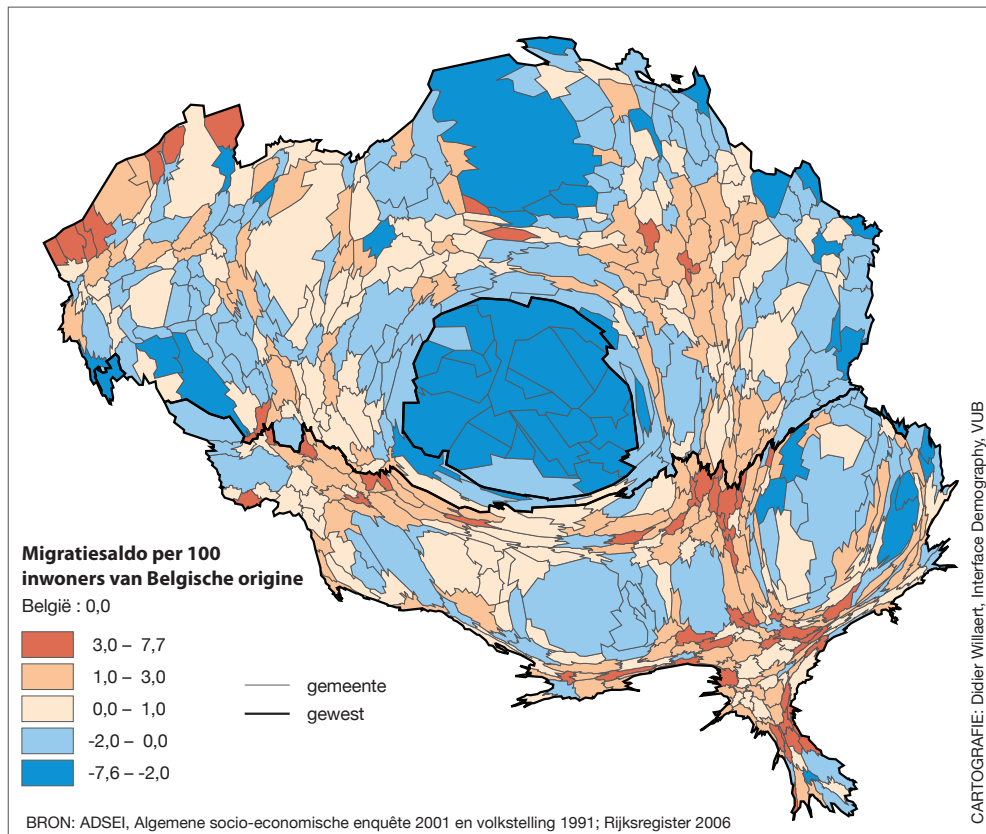 Migratiesaldo per 100
inwoners van Belgische origine
België : 0,0
3,0 – 7,7
1,0 – 3,0
0,0 – 1,0
-2,0 – 0,0
-7,6 – -2,0
gemeente
gewest
BRON: ADSEI, Algemene socio-economische enquête 2001 en volkstelling 1991; Rijksregister 2006
CARTOGRAFIE: Didier Willaert, Interface Demography, VUB